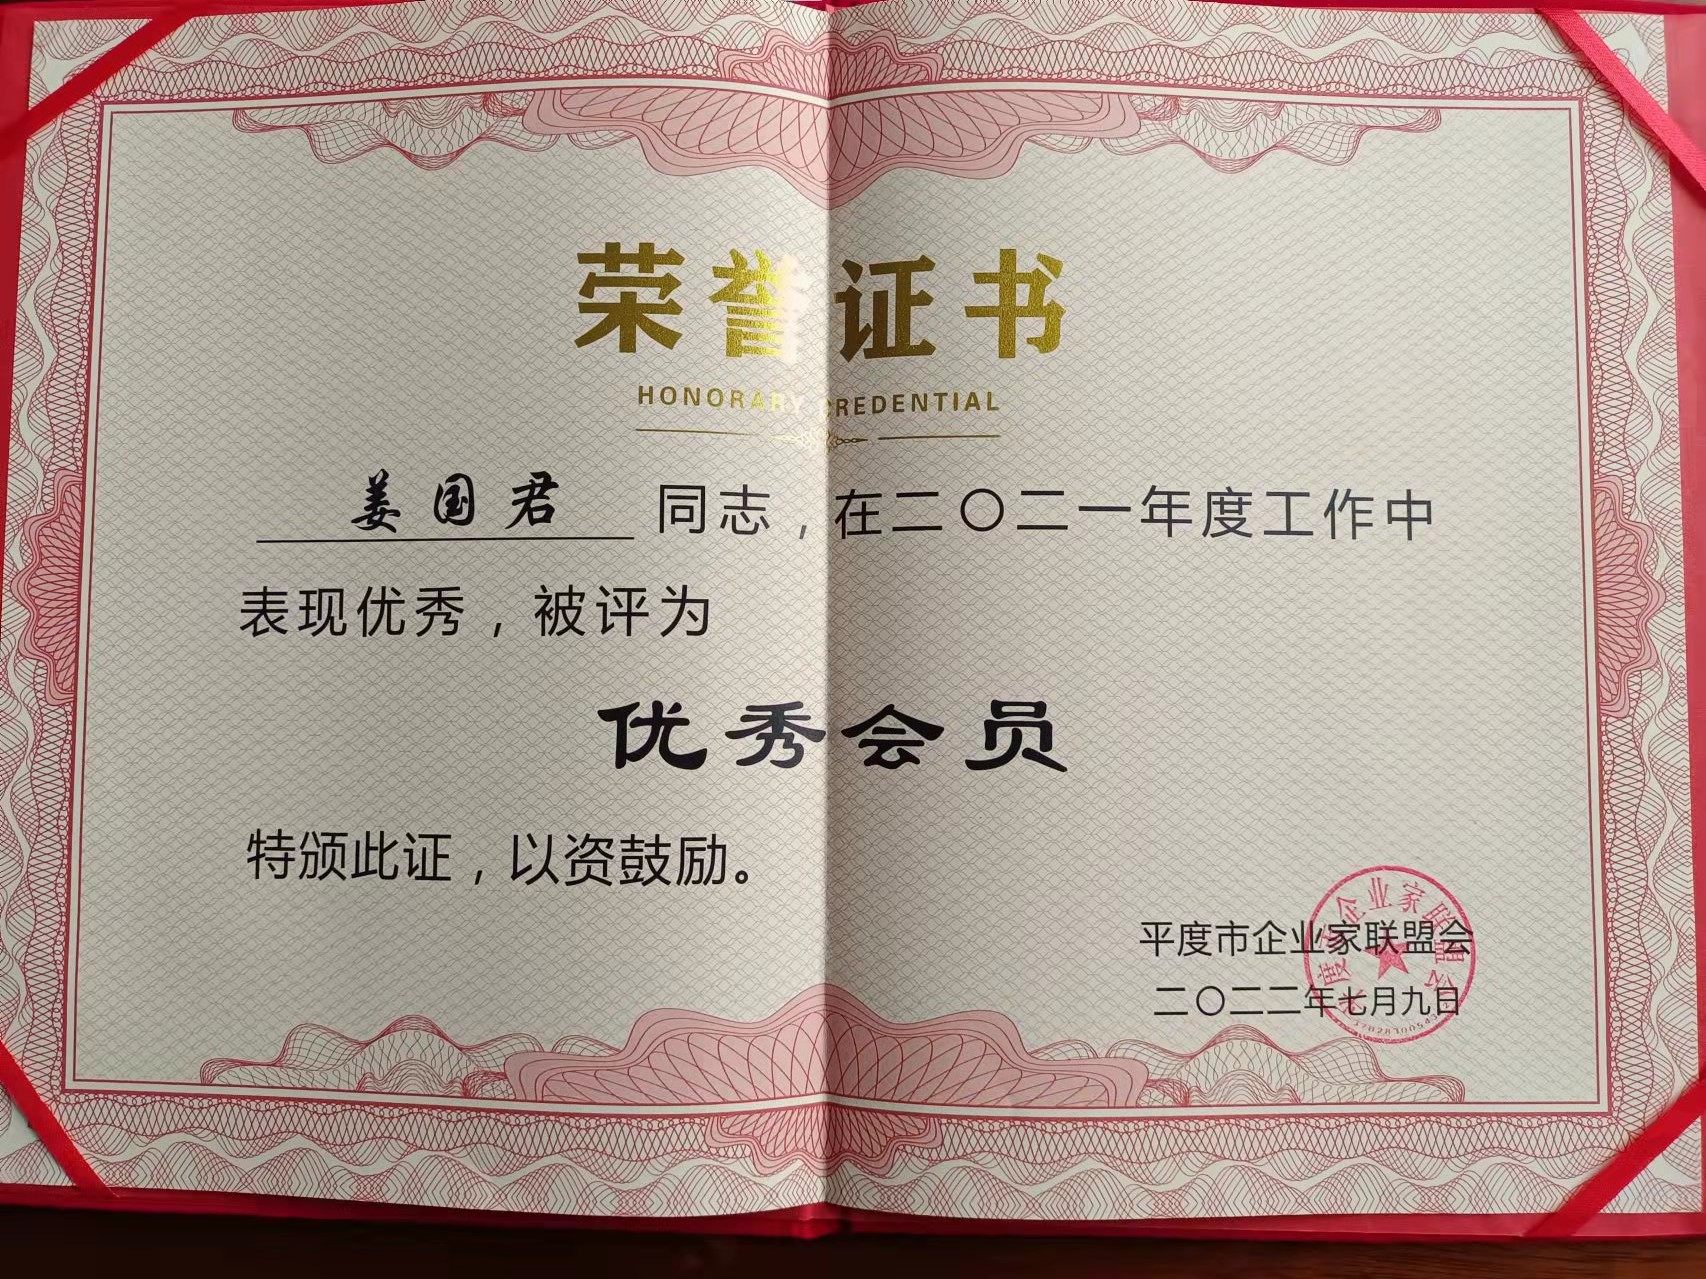 荣誉证书
HONORARY CREDENTIAL
姜国君 同志，在二〇二一年度工作中
表现优秀，被评为
优秀会员
特颁此证，以资鼓励。
平度市企业家联盟会
二〇二二年七月九日